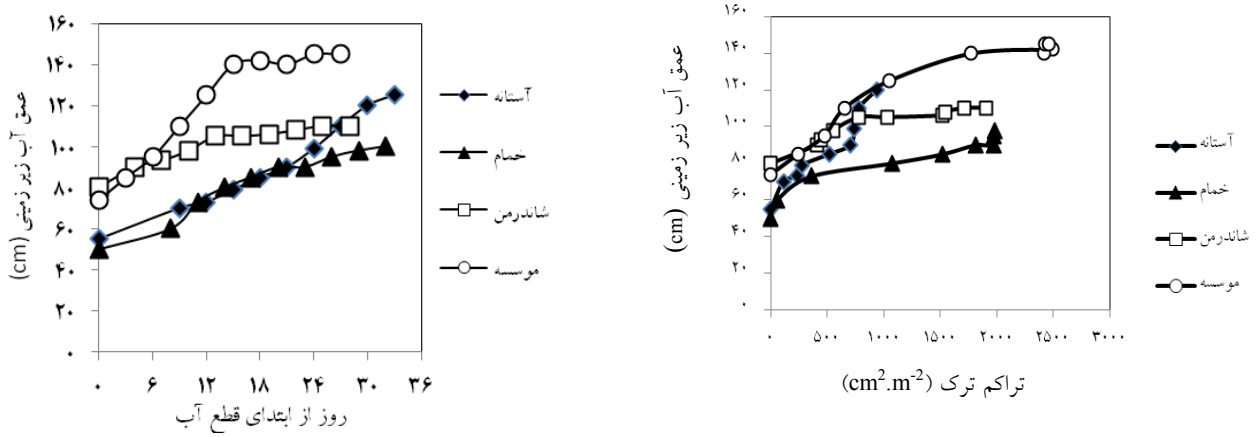 عمق آب زیر زمینی (cm)
۱۶۰
۱۴۰
۱۲۰
۱۰۰
۸۰
۶۰
۴۰
۲۰
۰
۰ ۶ ۱۲ ۱۸ ۲۴ ۳۰ ۳۶
روز از ابتدای قطع آب
آستانه
خمام
شاندرمن
موسسه
عمق آب زیر زمینی (cm)
۱۶۰
۱۴۰
۱۲۰
۱۰۰
۸۰
۶۰
۴۰
۲۰
۰
۰ ۵۰۰ ۱۰۰۰ ۱۵۰۰ ۲۰۰۰ ۲۵۰۰ ۳۰۰۰
تراکم ترک (cm².m⁻²)
آستانه
خمام
شاندرمن
موسسه